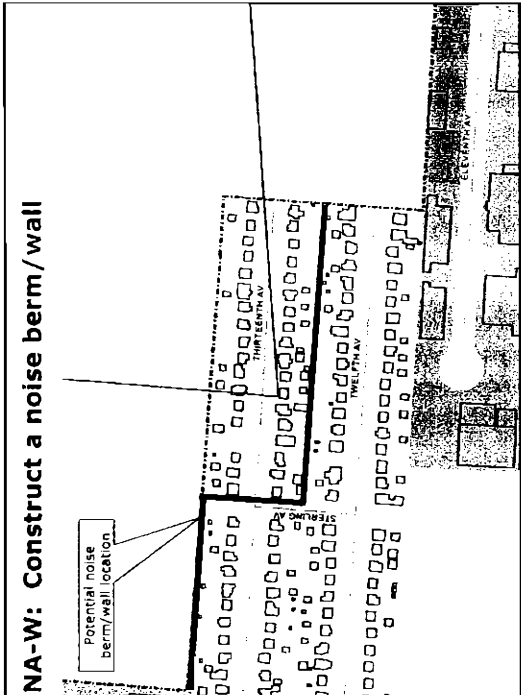 NA-W: Construct a noise berm/wall
Potential noise
berm/wall location
THIRTEENTH AV
TWELFTH AV
STERLING AV
ELEVENTH AV